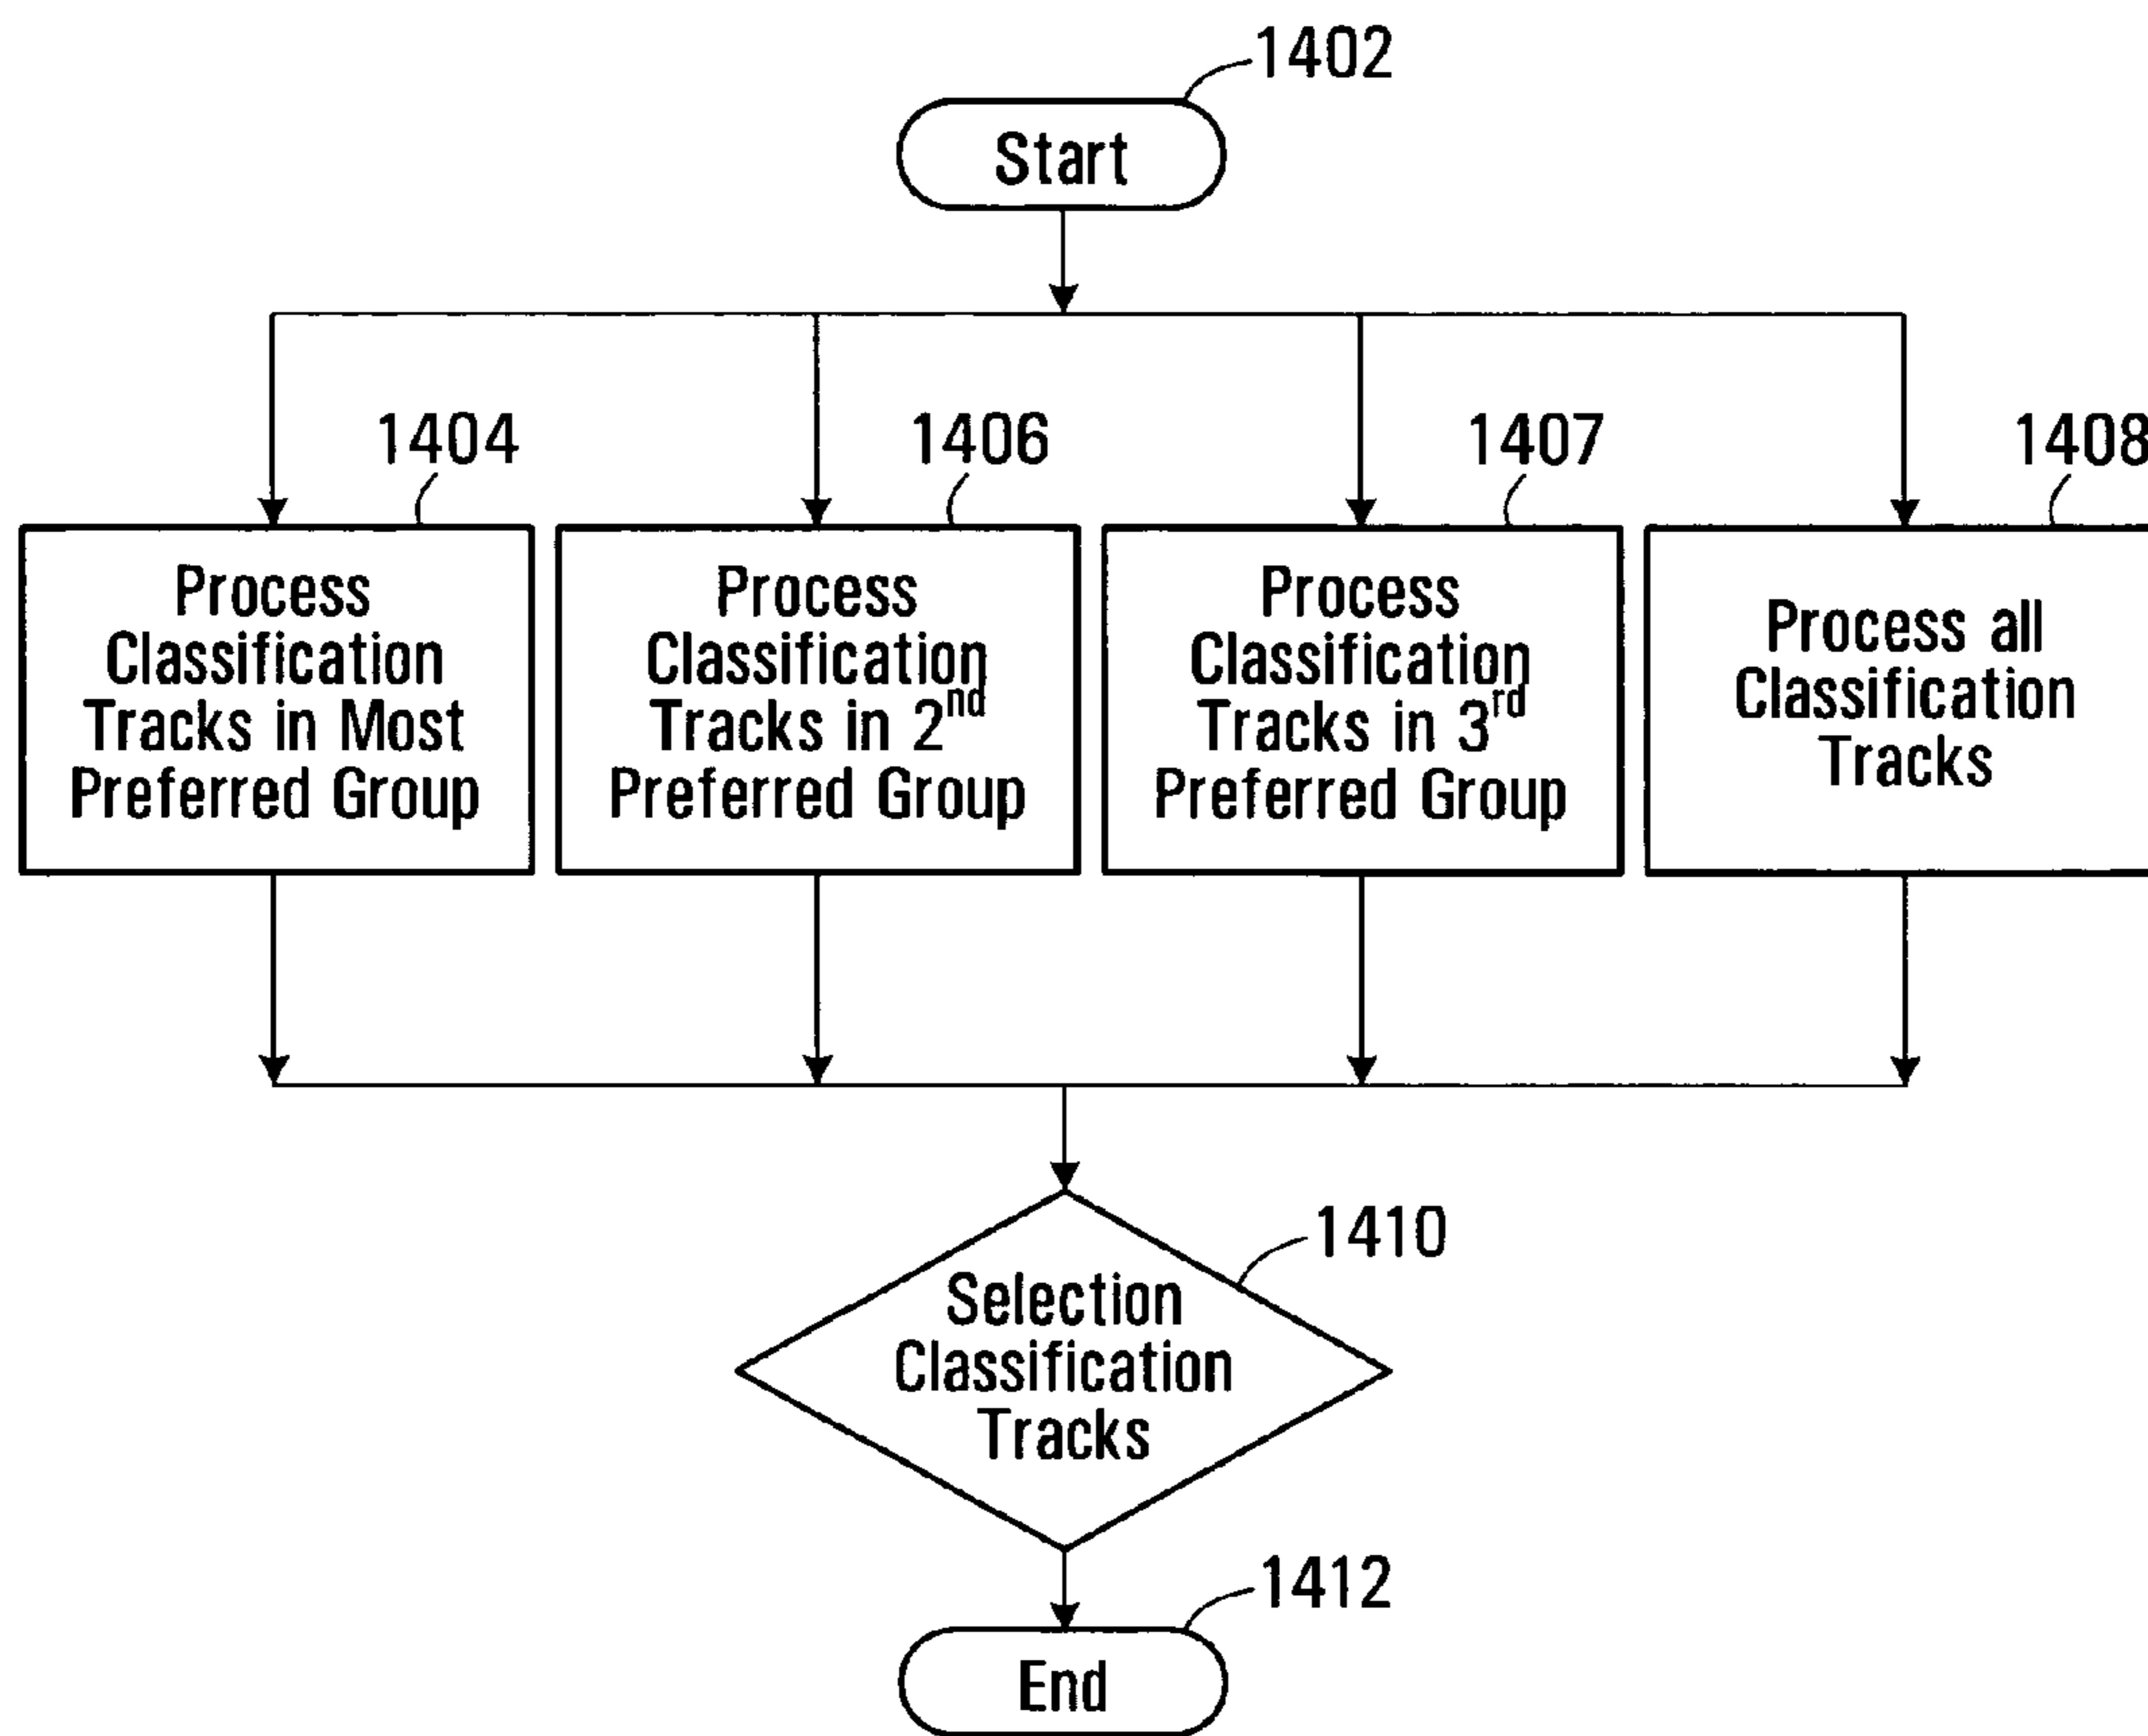 1402
Start
1404
1406
1407
1408
Process
Classification
Tracks in Most
Preferred Group
Process
Classification
Tracks in 2nd
Preferred Group
Process
Classification
Tracks in 3rd
Preferred Group
Process all
Classification
Tracks
1410
Selection
Classification
Tracks
1412
End